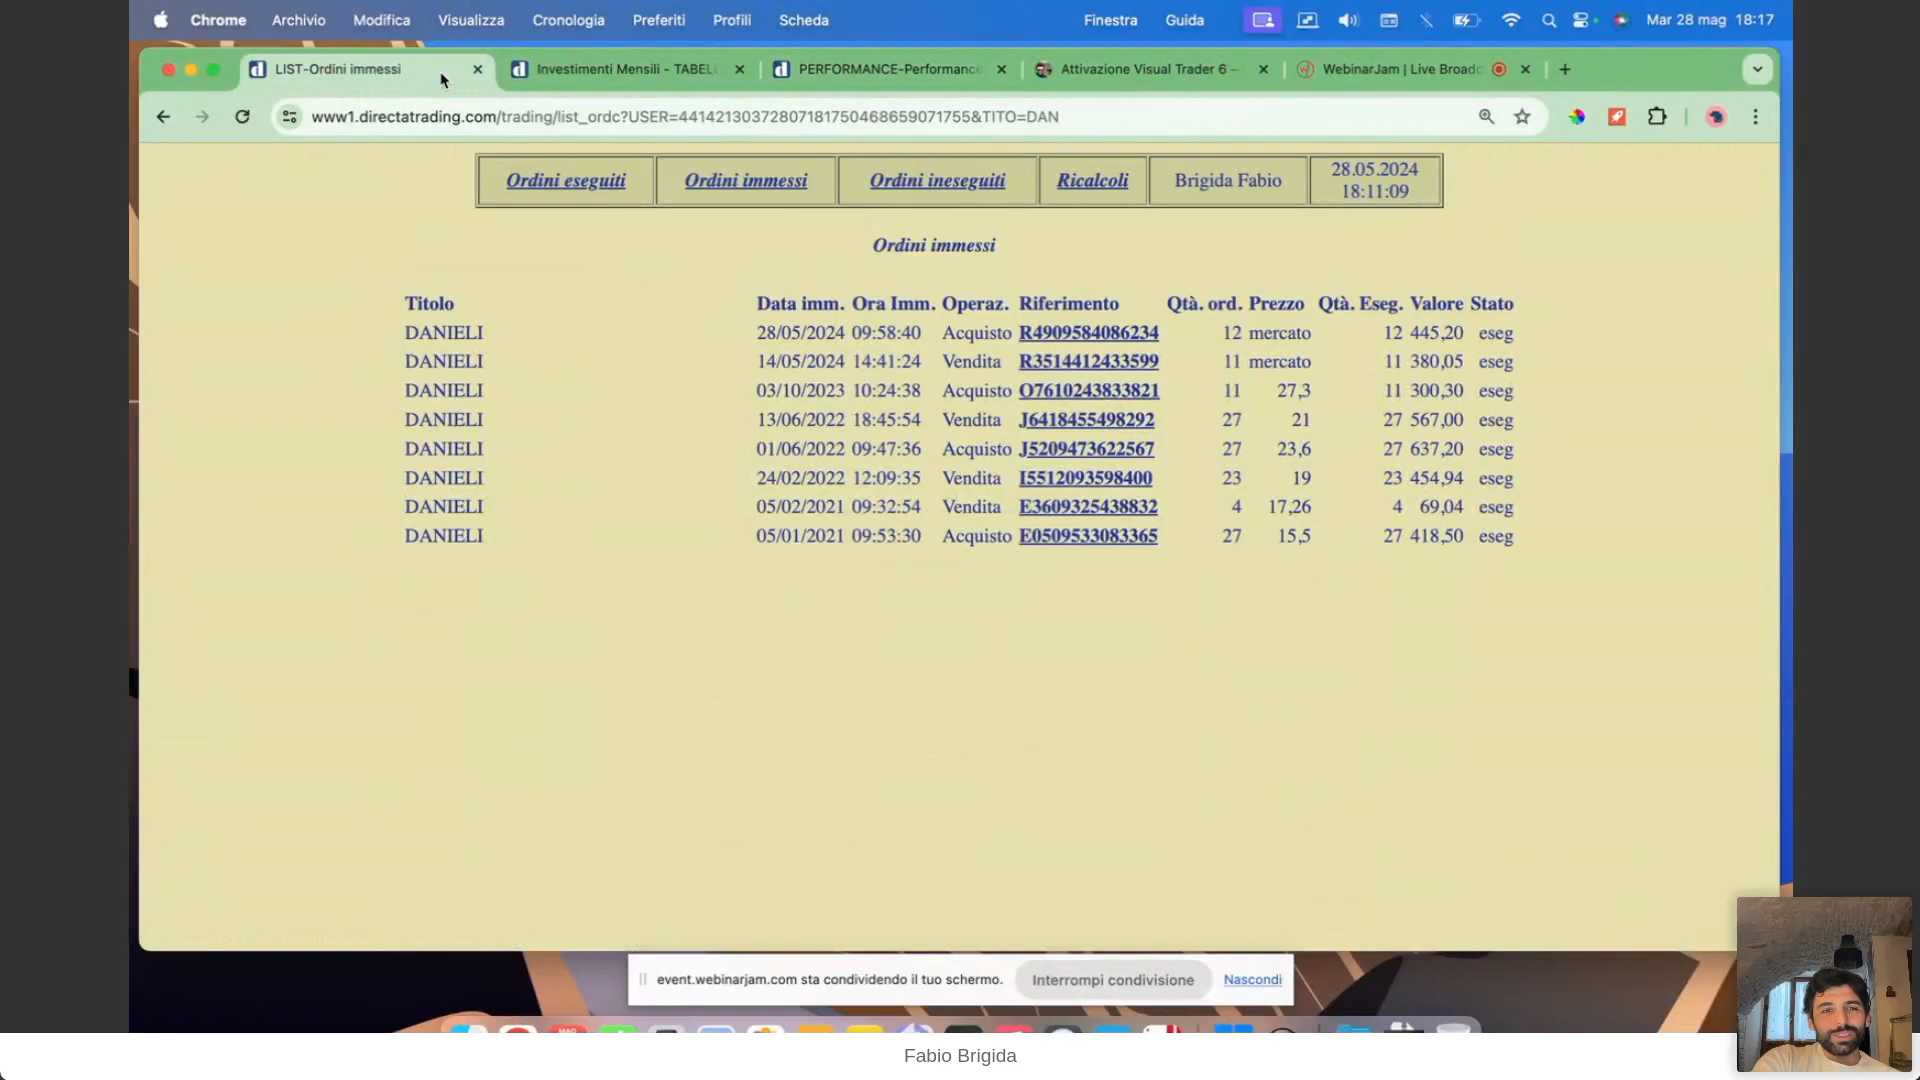 Chrome Archivio Modifica Visualizza Cronologia Preferiti Profili Scheda Finestra Guida Mar 28 mag 18:17
LIST-Ordini immessi Investimenti Mensili - TABELL PERFORMANCE-Performance Attivazione Visual Trader 6 - WebinarJam | Live Broadc
www1.directatrading.com/trading/list_ordc?USER=44142130372807181750468659071755&TITO=DAN
Ordini eseguiti Ordini immessi Ordini ineseguiti Ricalcoli Brigida Fabio 28.05.2024
18:11:09
Ordini immessi
Titolo Data imm. Ora Imm. Operaz. Riferimento Qtà. ord. Prezzo Qtà. Eseg. Valore Stato
DANIELI 28/05/2024 09:58:40 Acquisto R4909584086234 12 mercato 12 445,20 eseg
DANIELI 14/05/2024 14:41:24 Vendita R3514412433599 11 mercato 11 380,05 eseg
DANIELI 03/10/2023 10:24:38 Acquisto O7610243833821 11 27,3 11 300,30 eseg
DANIELI 13/06/2022 18:45:54 Vendita J6418455498292 27 21 27 567,00 eseg
DANIELI 01/06/2022 09:47:36 Acquisto J5209473622567 27 23,6 27 637,20 eseg
DANIELI 24/02/2022 12:09:35 Vendita I5512093598400 23 19 23 454,94 eseg
DANIELI 05/02/2021 09:32:54 Vendita E3609325438832 4 17,26 4 69,04 eseg
DANIELI 05/01/2021 09:53:30 Acquisto E0509533083365 27 15,5 27 418,50 eseg
event.webinarjam.com sta condividendo il tuo schermo. Interrompi condivisione Nascondi
Fabio Brigida